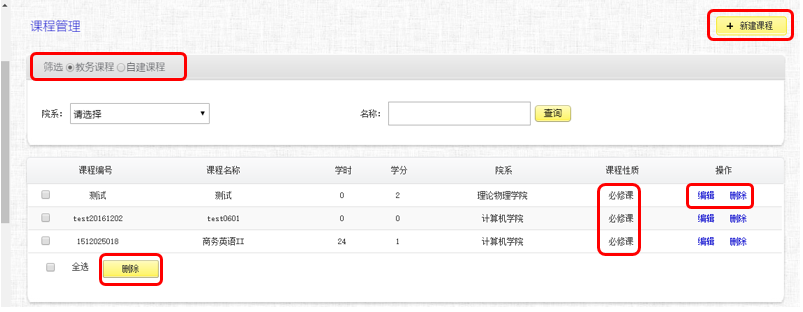 课程管理
+ 新建课程
筛选 教务课程 自建课程
院系： 请选择 名称： 查询
课程编号 课程名称 学时 学分 院系 课程性质 操作
测试 测试 0 2 理论物理学院 必修课 编辑 删除
test20161202 test0601 0 0 计算机学院 必修课 编辑 删除
1512025018 商务英语II 24 1 计算机学院 必修课 编辑 删除
全选 删除